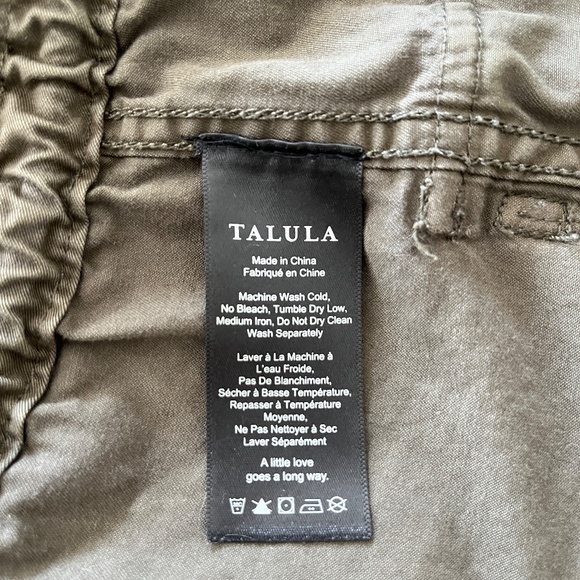 TALULA
Made in China
Fabriqué en Chine
Machine Wash Cold,
No Bleach, Tumble Dry Low,
Medium Iron, Do Not Dry Clean
Wash Separately
Laver à La Machine à
L'eau Froide,
Pas De Blanchiment,
Sécher à Basse Température,
Repasser à Température
Moyenne,
Ne Pas Nettoyer à Sec
Laver Séparément
A little love
goes a long way.